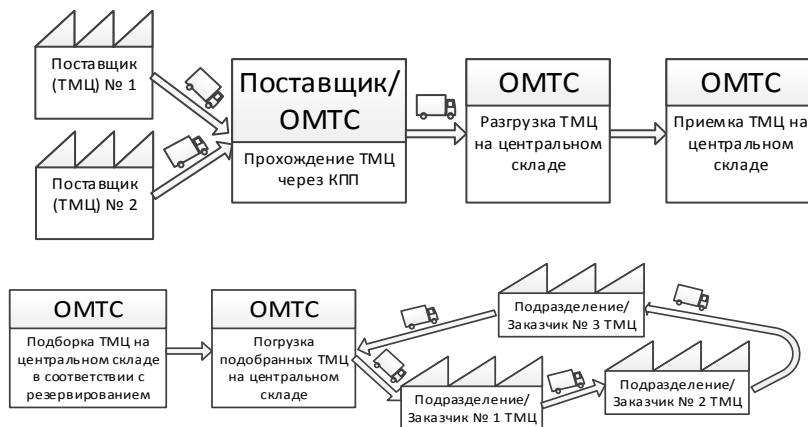 Поставщик
(ТМЦ) № 1
Поставщик
(ТМЦ) № 2
Поставщик/
ОМТС
Прохождение ТМЦ
через КПП
ОМТС
Разгрузка ТМЦ
на центральном
складе
ОМТС
Приемка ТМЦ на
центральном
складе
ОМТС
Подборка ТМЦ на
центральном складе
в соответствии с
резервированием
ОМТС
Погрузка
подобранных ТМЦ
на центральном
складе
Подразделение/
Заказчик № 3 ТМЦ
Подразделение/
Заказчик № 1 ТМЦ
Подразделение/
Заказчик № 2 ТМЦ